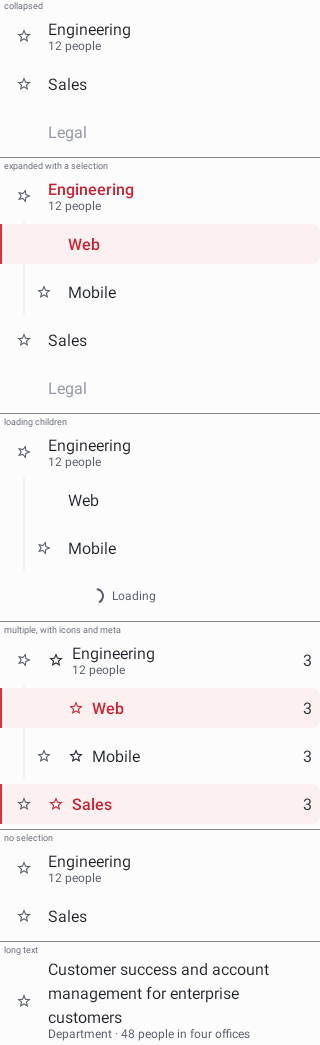 collapsed
Engineering
12 people
Sales
Legal
expanded with a selection
Engineering
12 people
Web
Mobile
Sales
Legal
loading children
Engineering
12 people
Web
Mobile
Loading
multiple, with icons and meta
Engineering 3
12 people
Web 3
Mobile 3
Sales 3
no selection
Engineering
12 people
Sales
long text
Customer success and account
management for enterprise
customers
Department · 48 people in four offices